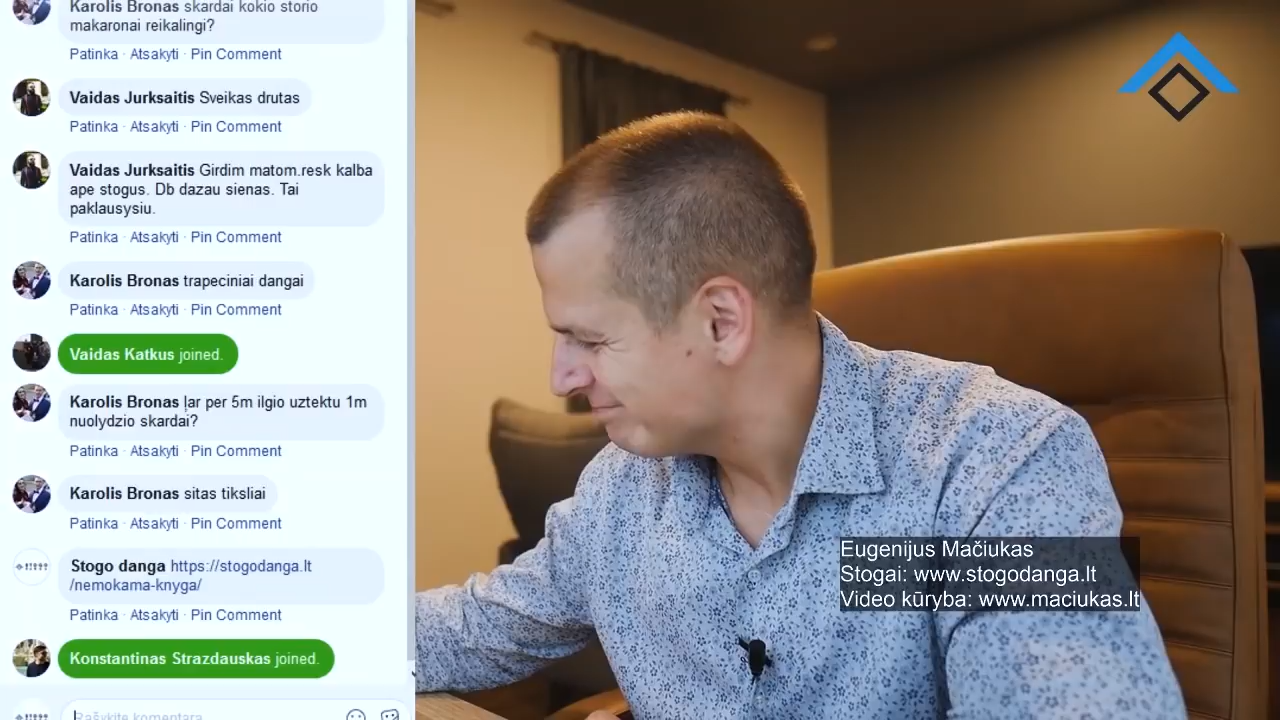 Karolis Bronas skardai kokio storio
makaronai reikalingi?
Patinka · Atsakyti · Pin Comment
Vaidas Jurksaitis Sveikas drutas
Patinka · Atsakyti · Pin Comment
Vaidas Jurksaitis Girdim matom.resk kalba
ape stogus. Db dazau sienas. Tai
paklausysiu.
Patinka · Atsakyti · Pin Comment
Karolis Bronas trapeciniai dangai
Patinka · Atsakyti · Pin Comment
Vaidas Katkus joined.
Karolis Bronas Įar per 5m ilgio uztektu 1m
nuolydzio skardai?
Patinka · Atsakyti · Pin Comment
Karolis Bronas sitas tiksliai
Patinka · Atsakyti · Pin Comment
Stogo danga https://stogodanga.lt
/nemokama-knyga/
Patinka · Atsakyti · Pin Comment
Konstantinas Strazdauskas joined.
Rašykite komentarą
Eugenijus Mačiukas
Stogai: www.stogodanga.lt
Video kūryba: www.maciukas.lt